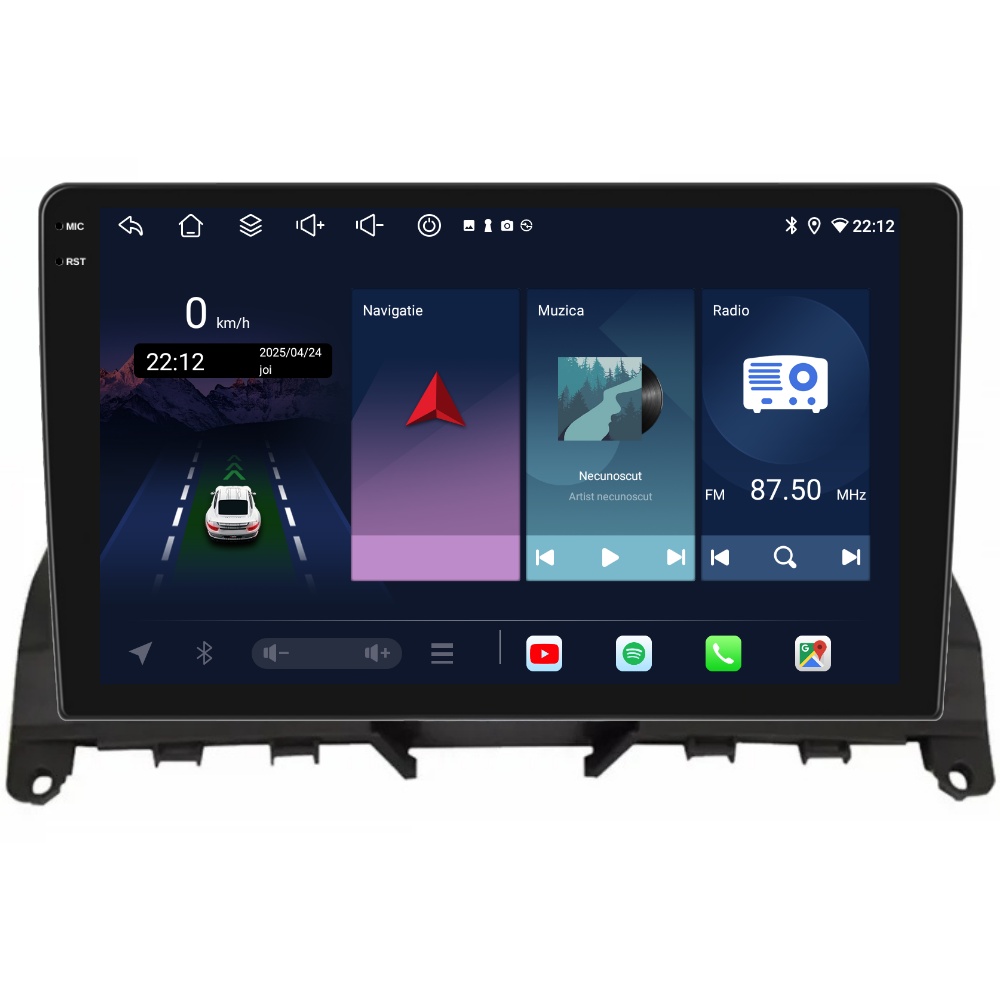 MIC
RST
22:12
0 km/h
22:12
2025/04/24
joi
Navigatie
Muzica
Necunoscut
Artist necunoscut
Radio
FM 87.50 MHz
G